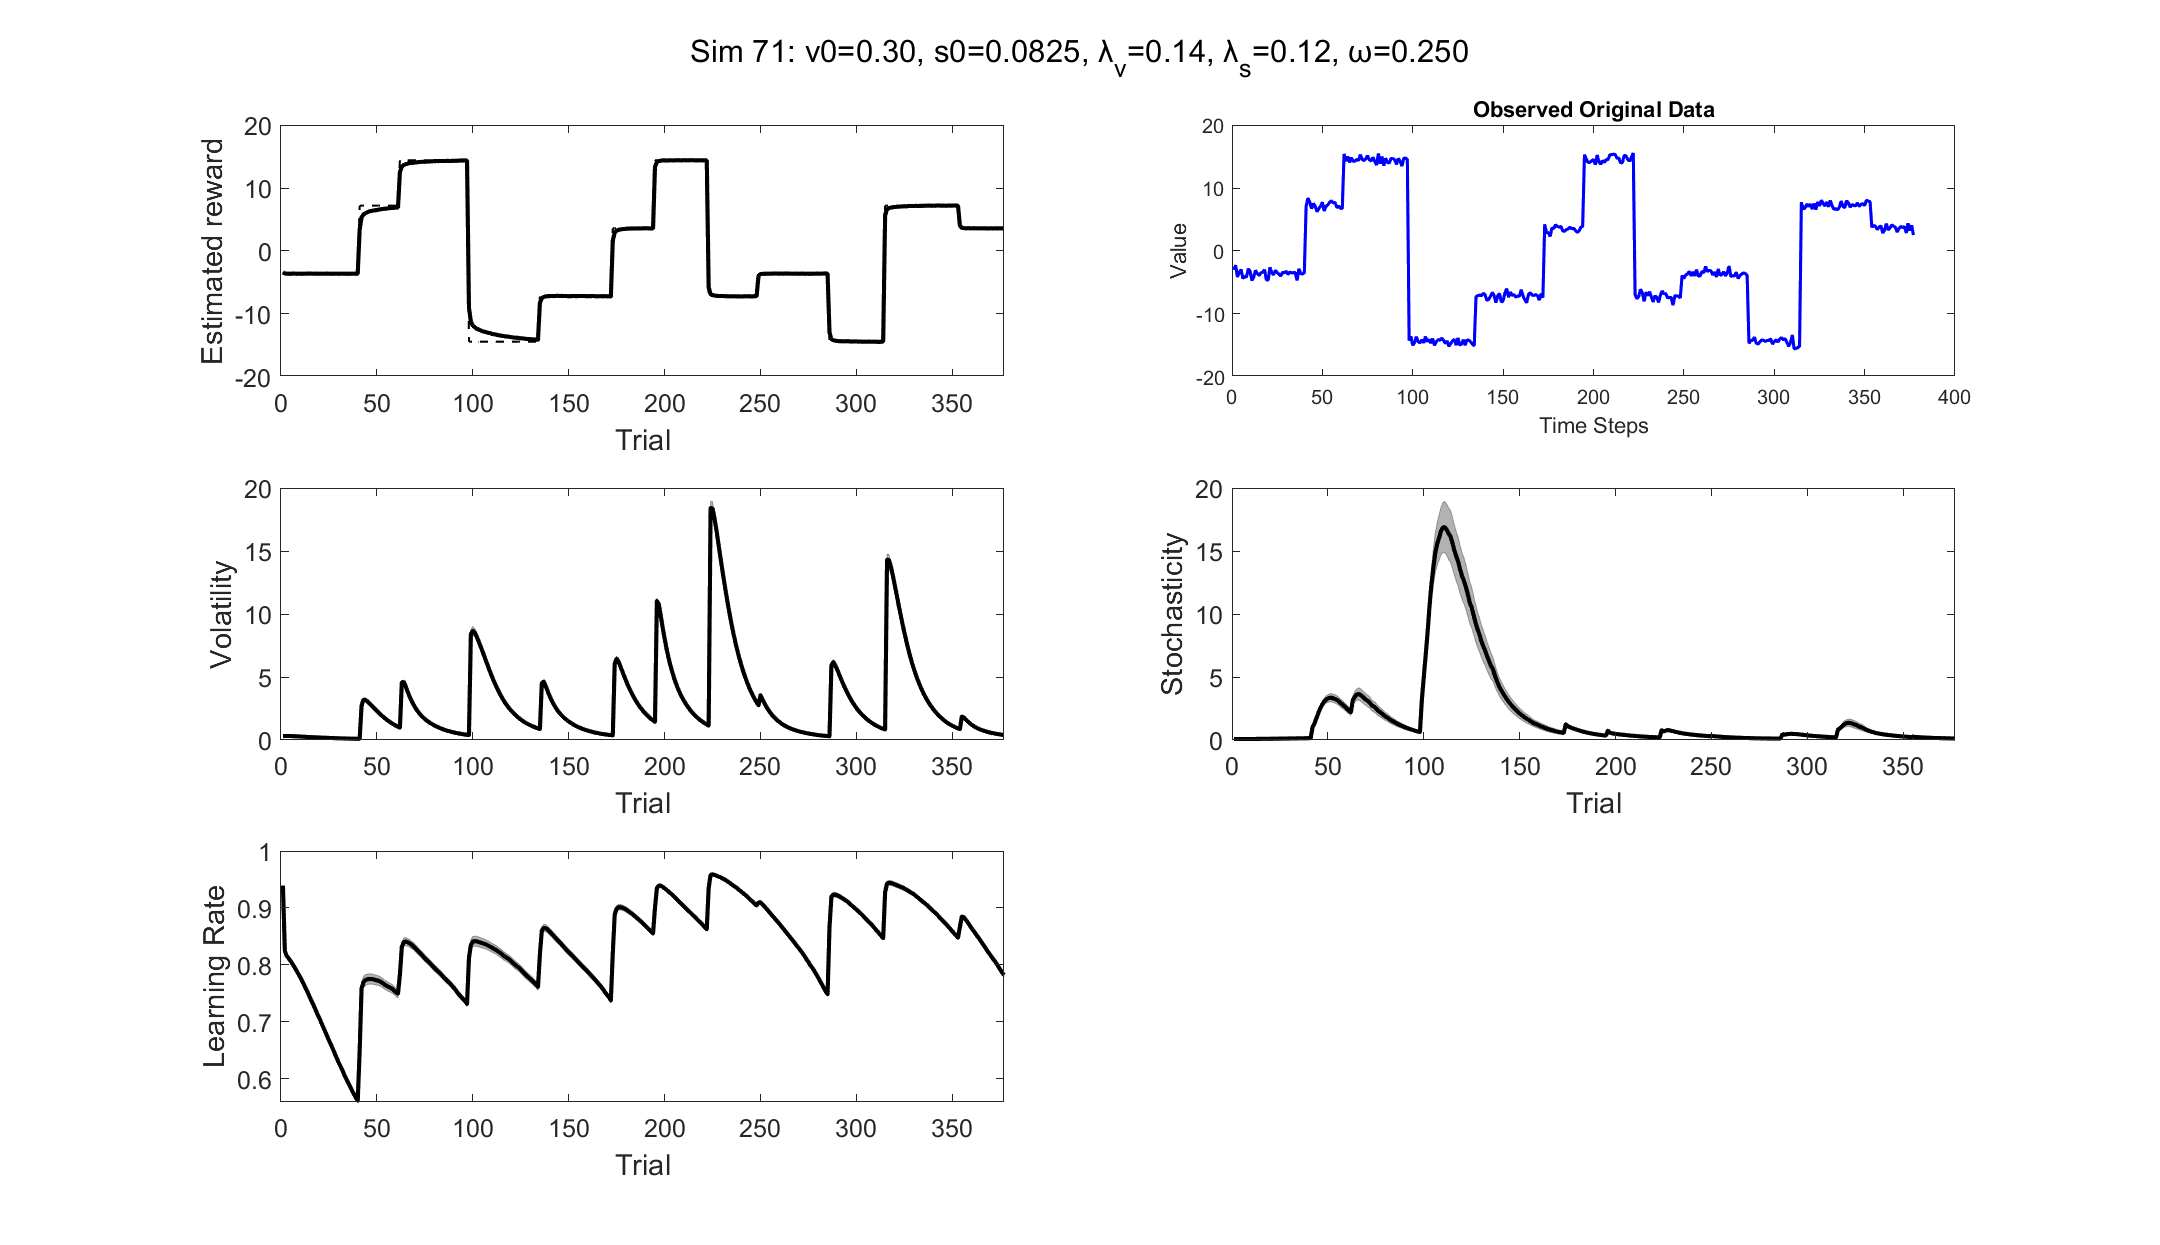 Sim 71: v0=0.30, s0=0.0825, λv=0.14, λs=0.12, ω=0.250
Estimated reward
20
10
0
-10
-20
0 50 100 150 200 250 300 350
Trial
Observed Original Data
Value
20
10
0
-10
-20
0 50 100 150 200 250 300 350 400
Time Steps
Volatility
20
15
10
5
0
0 50 100 150 200 250 300 350
Trial
Stochasticity
20
15
10
5
0
0 50 100 150 200 250 300 350
Trial
Learning Rate
1
0.9
0.8
0.7
0.6
0 50 100 150 200 250 300 350
Trial